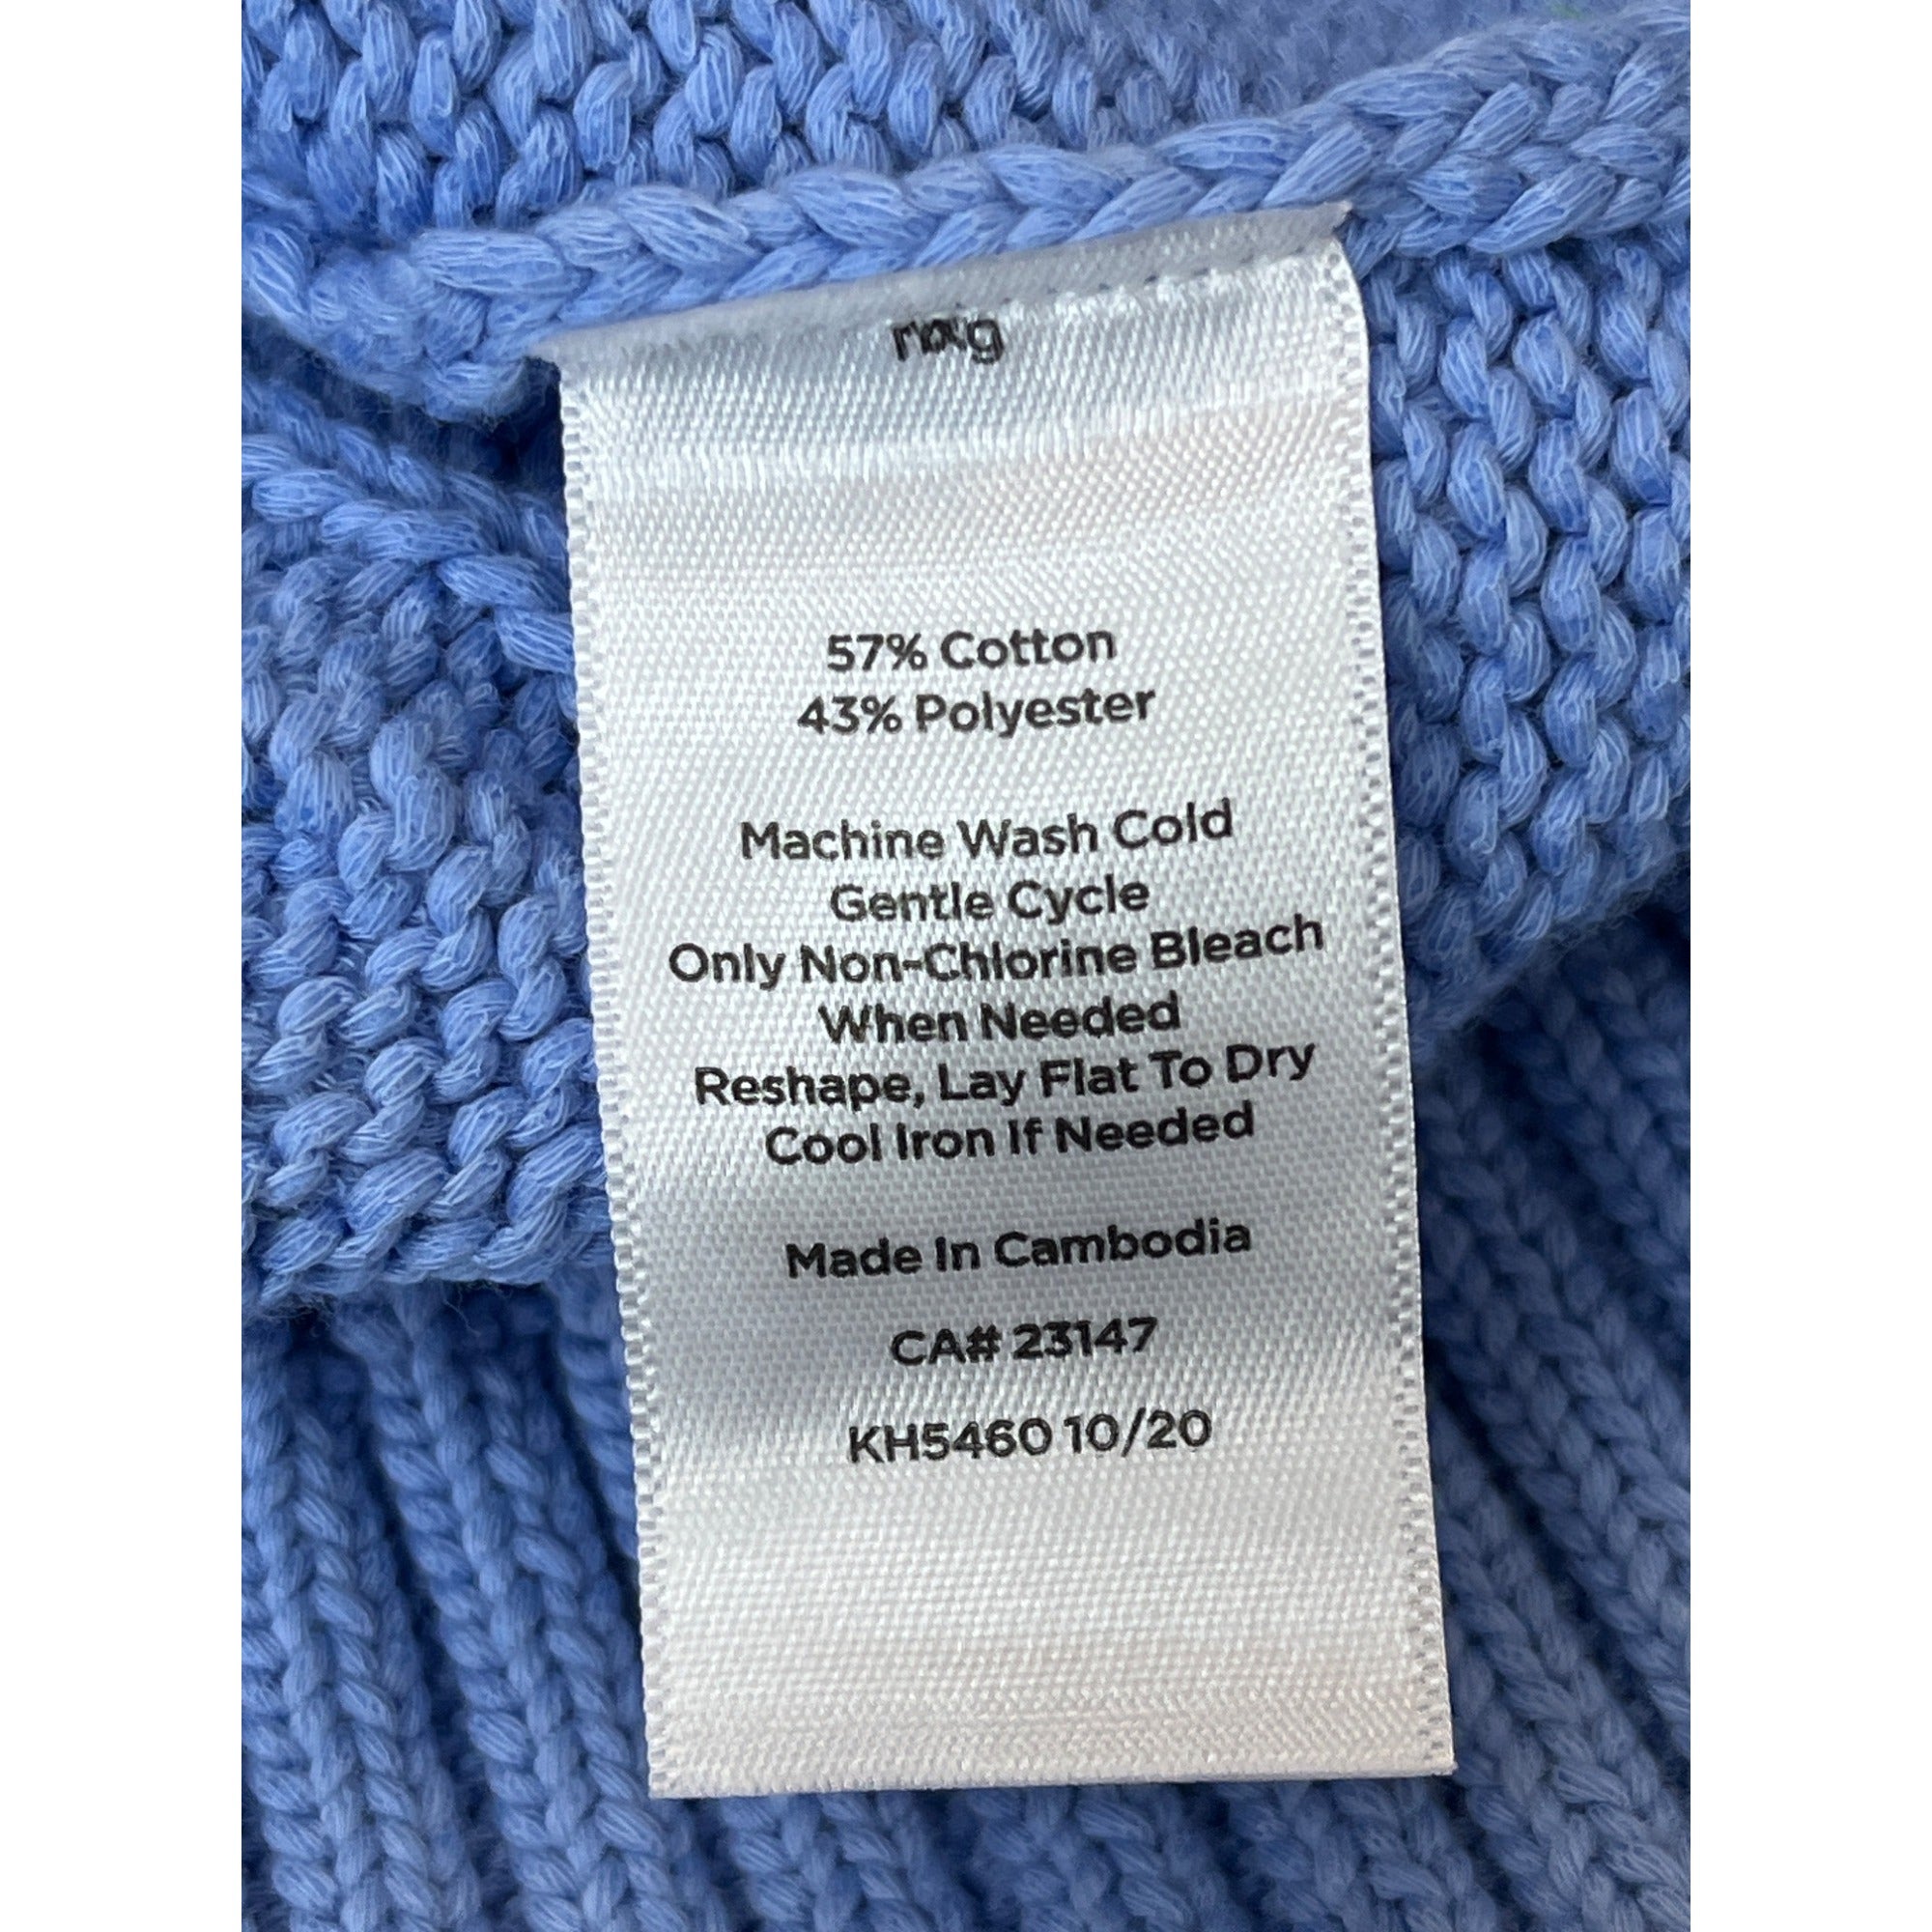 57% Cotton
43% Polyester
Machine Wash Cold
Gentle Cycle
Only Non-Chlorine Bleach
When Needed
Reshape, Lay Flat To Dry
Cool Iron If Needed
Made In Cambodia
CA# 23147
KH5460 10/20